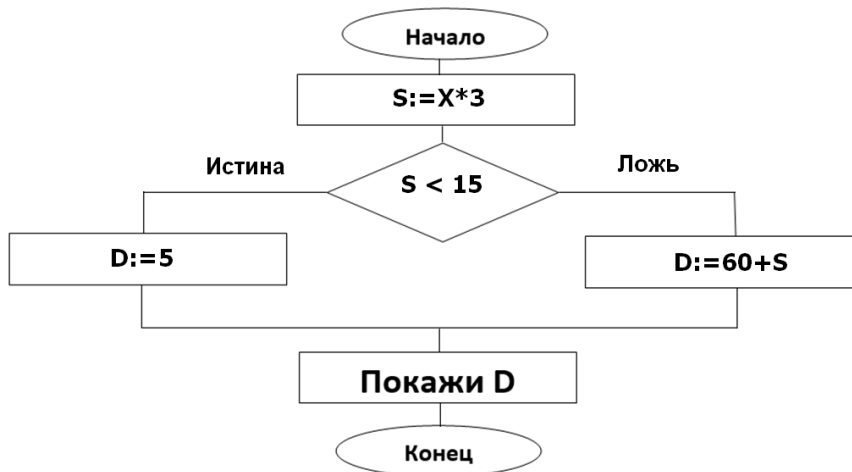 Начало
S:=X*3
Истина
S < 15
Ложь
D:=5
D:=60+S
Покажи D
Конец